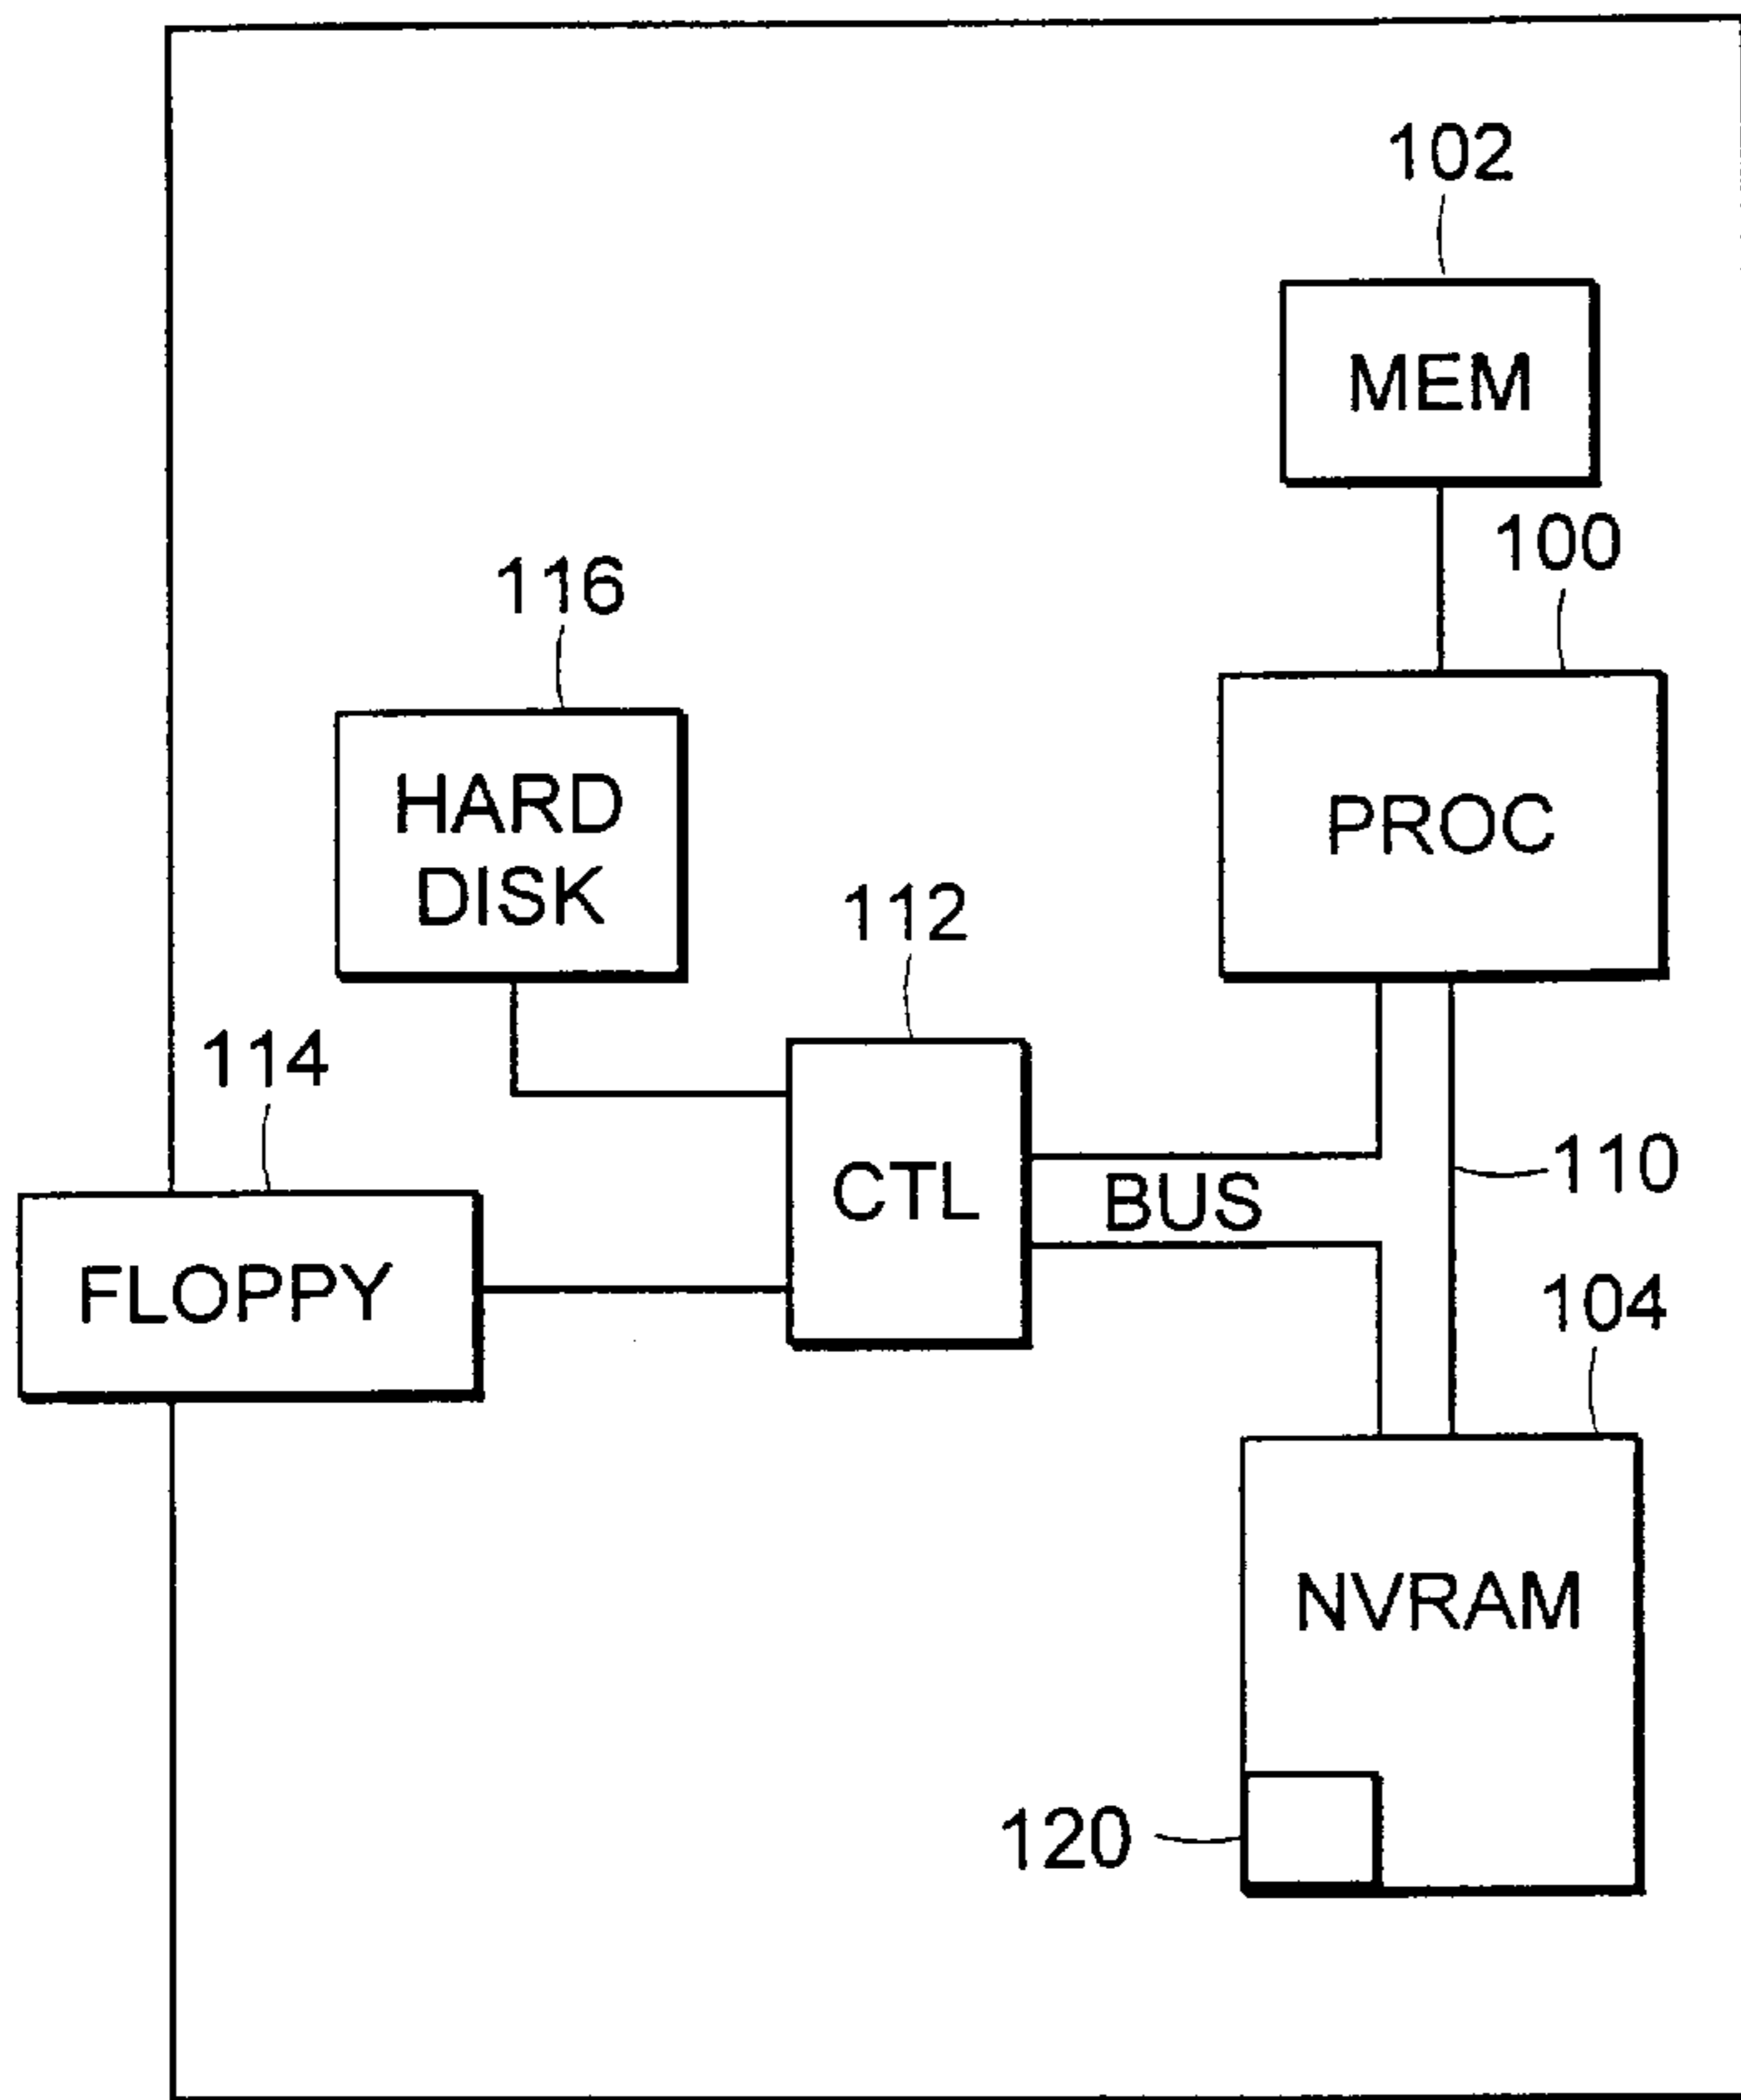 102
MEM
100
116
PROC
HARD
DISK
112
114
CTL
BUS
110
FLOPPY
104
NVRAM
120